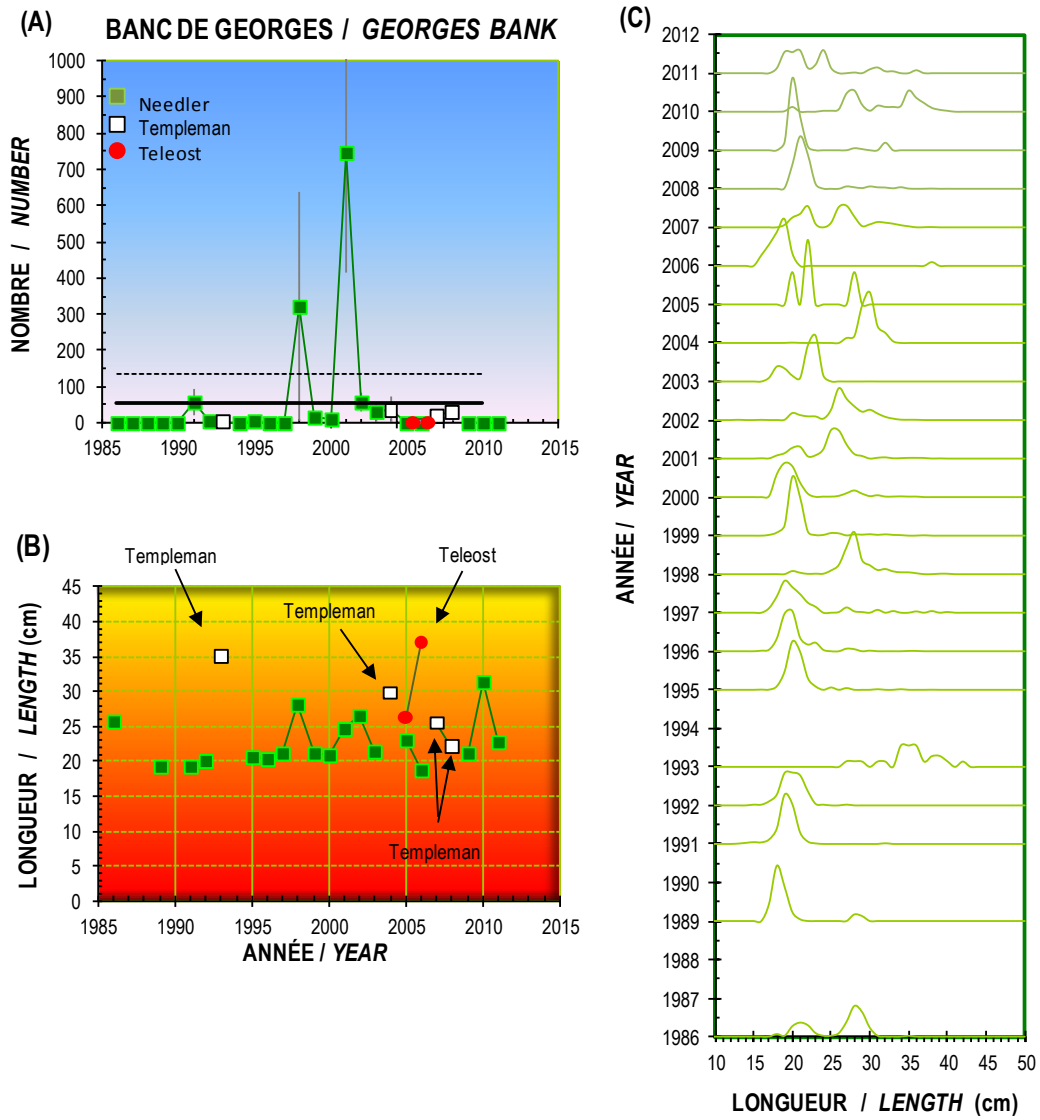 (A)
BANC DE GEORGES / GEORGES BANK
NOMBRE / NUMBER
1000
900
800
700
600
500
400
300
200
100
0
Needler
Templeman
Teleost
1985 1990 1995 2000 2005 2010 2015
(B)
Templeman
Teleost
Templeman
LONGUEUR / LENGTH (cm)
45
40
35
30
25
20
15
10
5
0
Templeman
1985 1990 1995 2000 2005 2010 2015
ANNÉE / YEAR
(C)
ANNÉE / YEAR
2012
2011
2010
2009
2008
2007
2006
2005
2004
2003
2002
2001
2000
1999
1998
1997
1996
1995
1994
1993
1992
1991
1990
1989
1988
1987
1986
10 15 20 25 30 35 40 45 50
LONGUEUR / LENGTH (cm)